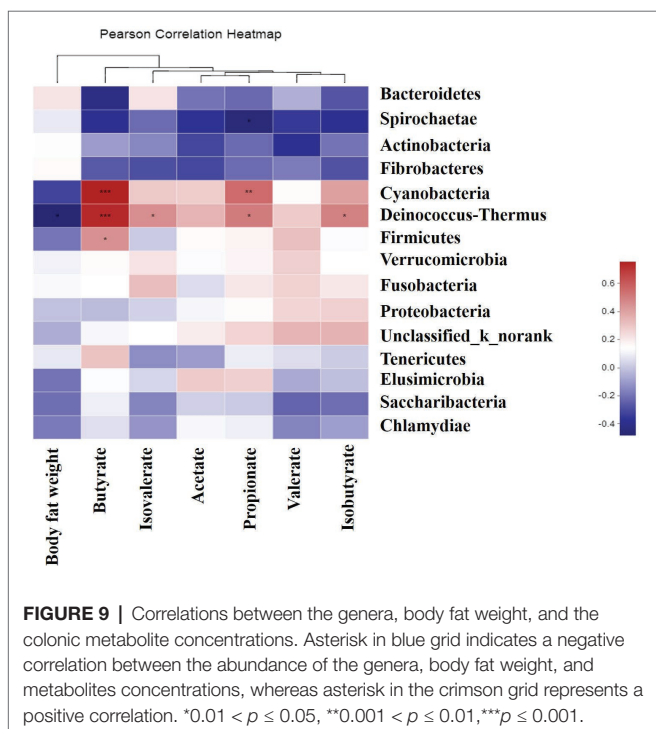 Pearson Correlation Heatmap
Bacteroidetes
Spirochaetae
*
Actinobacteria
Fibrobacteres
*** ** Cyanobacteria
* *** * * * Deinococcus-Thermus
* Firmicutes
Verrucomicrobia
Fusobacteria
Proteobacteria
Unclassified_k_norank
Tenericutes
Elusimicrobia
Saccharibacteria
Chlamydiae
0.6
0.4
0.2
0.0
-0.2
-0.4
Body fat weight
Butyrate
Isovalerate
Acetate
Propionate
Valerate
Isobutyrate
FIGURE 9 | Correlations between the genera, body fat weight, and the
colonic metabolite concentrations. Asterisk in blue grid indicates a negative
correlation between the abundance of the genera, body fat weight, and
metabolites concentrations, whereas asterisk in the crimson grid represents a
positive correlation. *0.01 < p ≤ 0.05, **0.001 < p ≤ 0.01,***p ≤ 0.001.